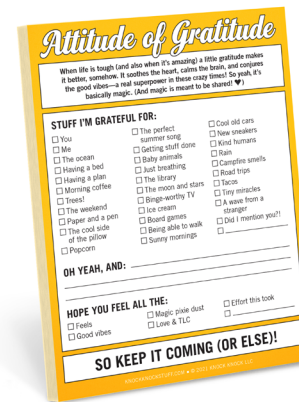 Attitude of Gratitude
When life is tough (and also when it's amazing) a little gratitude makes
it better, somehow. It soothes the heart, calms the brain, and conjures
the good vibes—a real superpower in these crazy times! So yeah, it's
basically magic. (And magic is meant to be shared! ♥)
STUFF I'M GRATEFUL FOR:
☐ You
☐ Me
☐ The ocean
☐ Having a bed
☐ Having a plan
☐ Morning coffee
☐ Trees!
☐ The weekend
☐ Paper and a pen
☐ The cool side
of the pillow
☐ Popcorn
☐ The perfect
summer song
☐ Getting stuff done
☐ Baby animals
☐ Just breathing
☐ The library
☐ The moon and stars
☐ Binge-worthy TV
☐ Ice cream
☐ Board games
☐ Being able to walk
☐ Sunny mornings
☐ Cool old cars
☐ New sneakers
☐ Kind humans
☐ Rain
☐ Campfire smells
☐ Road trips
☐ Tacos
☐ Tiny miracles
☐ A wave from a
stranger
☐ Did I mention you?!
☐
OH YEAH, AND:
HOPE YOU FEEL ALL THE:
☐ Feels
☐ Good vibes
☐ Magic pixie dust
☐ Love & TLC
☐ Effort this took
☐
SO KEEP IT COMING (OR ELSE)!
KNOCKKNOCKSTUFF.COM © 2021 KNOCK KNOCK LLC